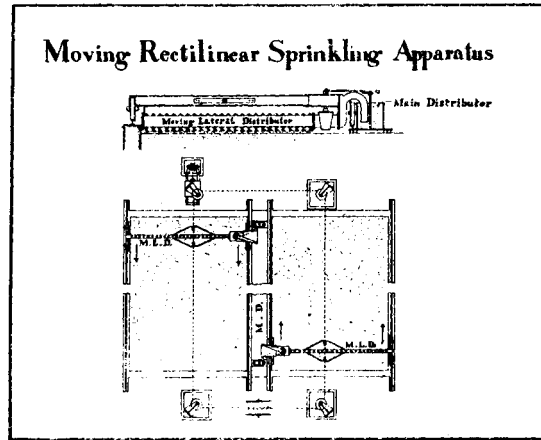 Moving Rectilinear Sprinkling Apparatus
Main Distributor
Moving Lateral Distributor
M.L.D.
M. D.
M.L.D.